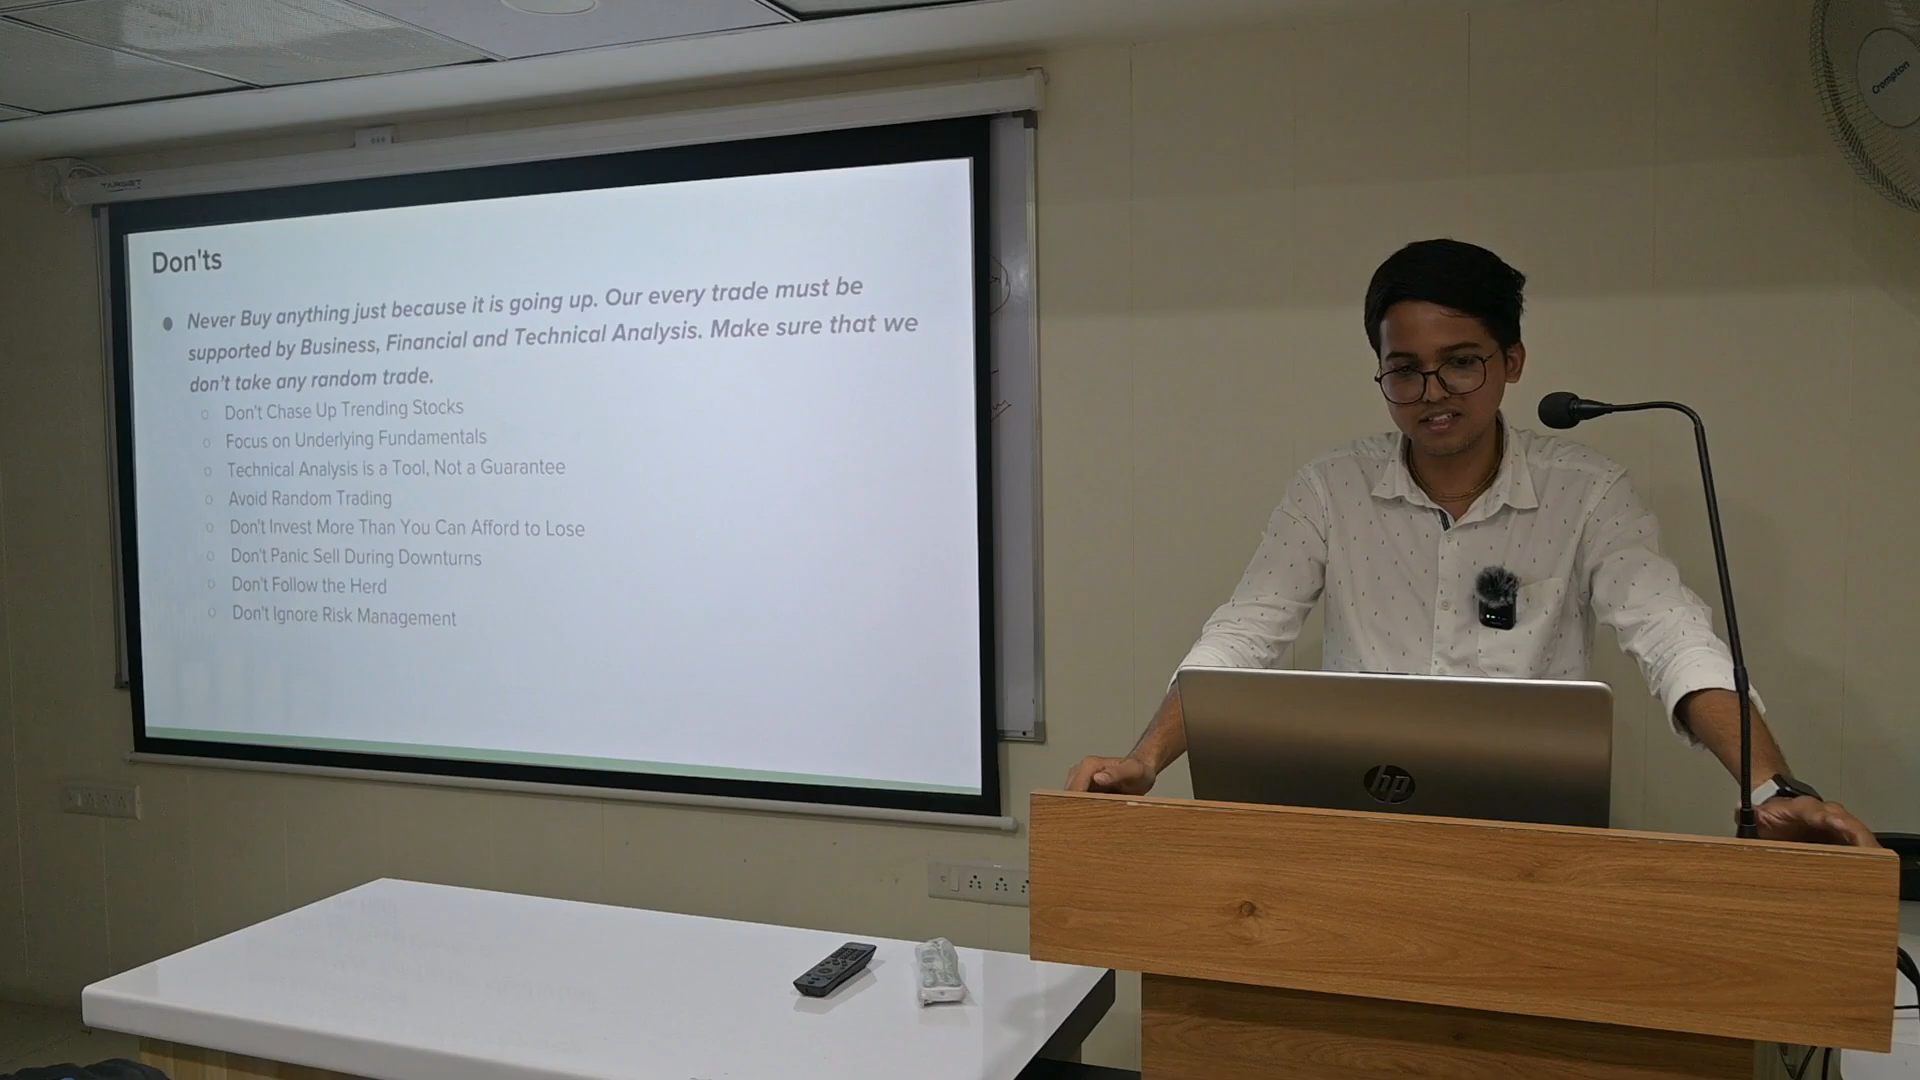 Crompton
TARGET
Don'ts
● Never Buy anything just because it is going up. Our every trade must be
supported by Business, Financial and Technical Analysis. Make sure that we
don't take any random trade.
○ Don't Chase Up Trending Stocks
○ Focus on Underlying Fundamentals
○ Technical Analysis is a Tool, Not a Guarantee
○ Avoid Random Trading
○ Don't Invest More Than You Can Afford to Lose
○ Don't Panic Sell During Downturns
○ Don't Follow the Herd
○ Don't Ignore Risk Management
hp